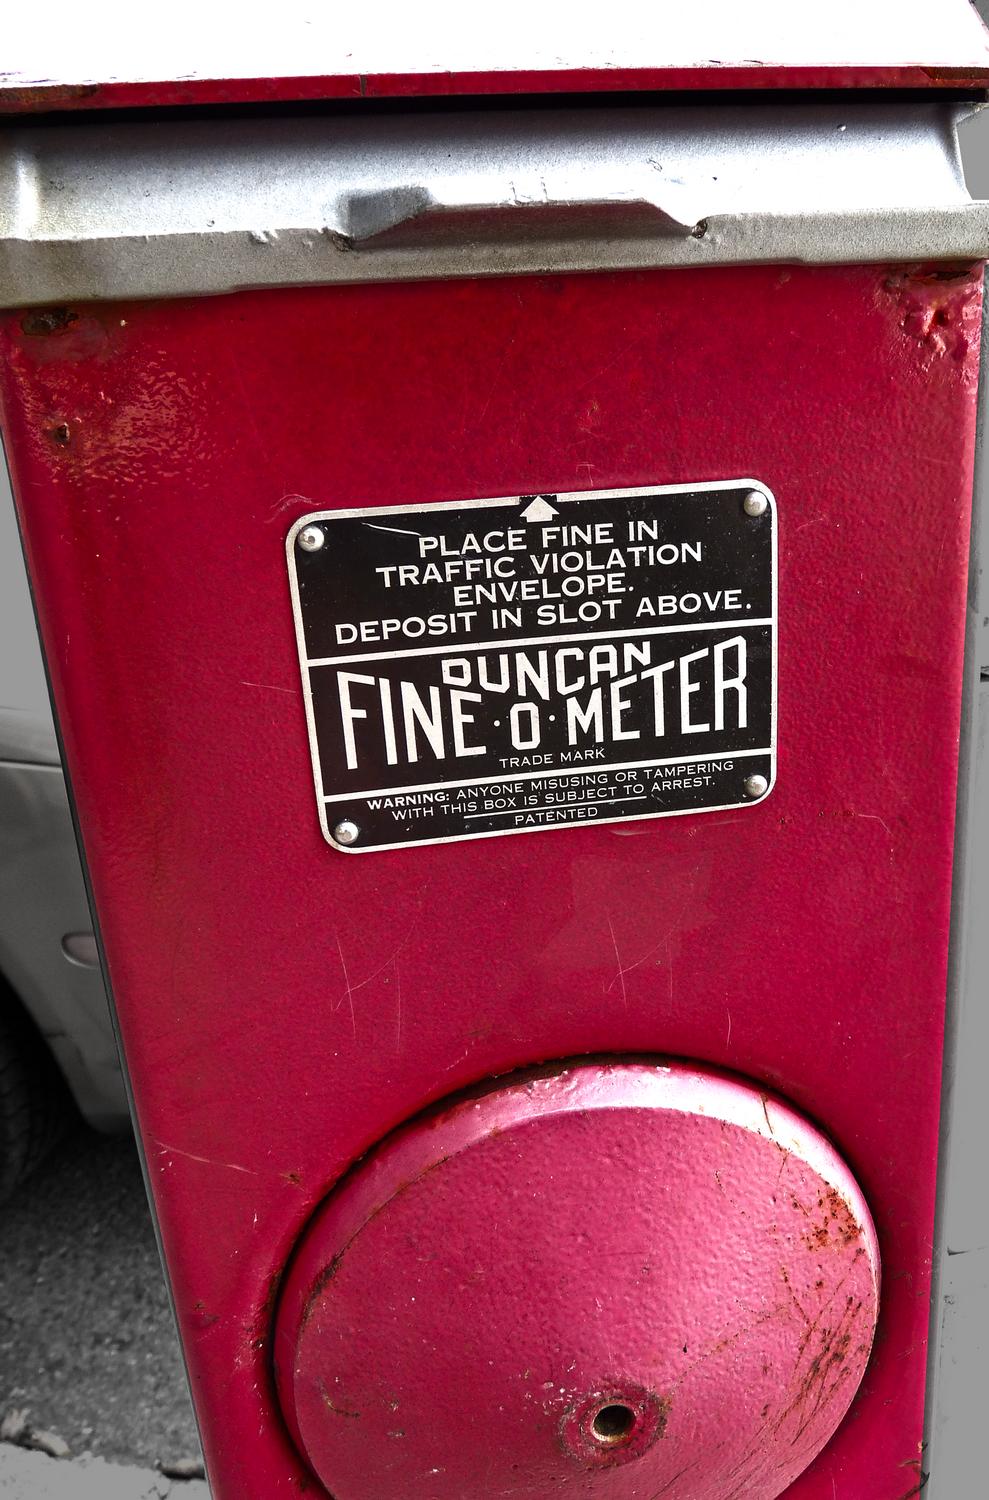 PLACE FINE IN
TRAFFIC VIOLATION
ENVELOPE.
DEPOSIT IN SLOT ABOVE.
DUNCAN
FINE·O·METER
TRADE MARK
WARNING: ANYONE MISUSING OR TAMPERING
WITH THIS BOX IS SUBJECT TO ARREST.
PATENTED